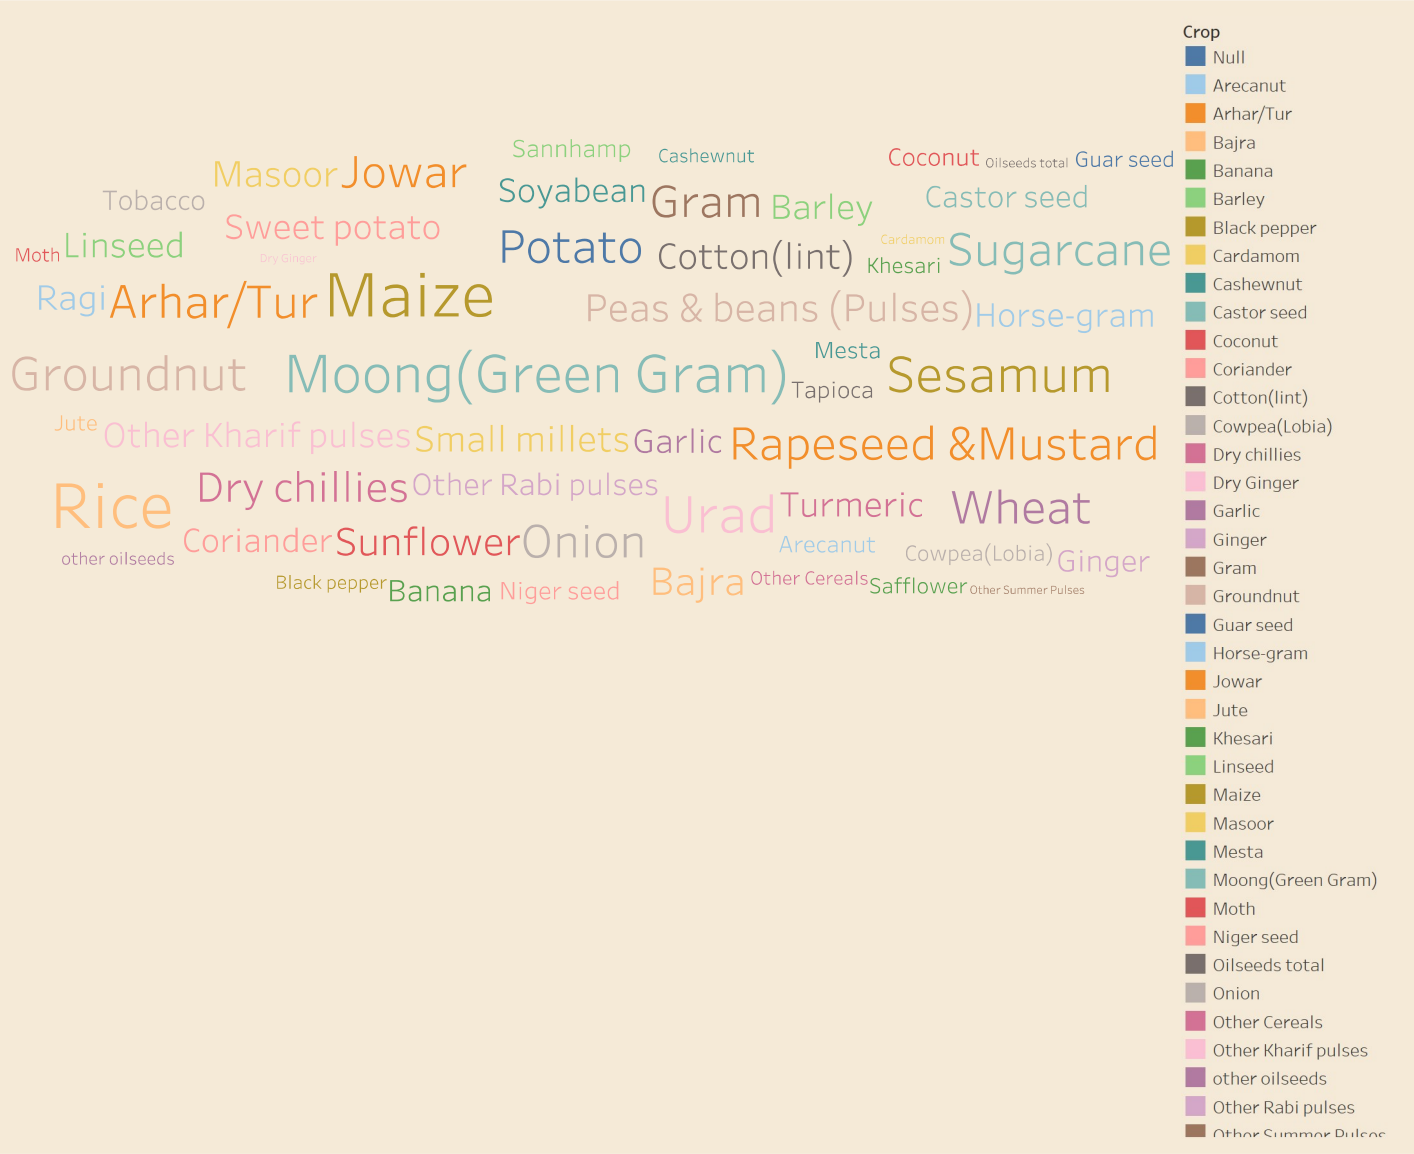 Sannhamp
Cashewnut
Coconut
Oilseeds total
Guar seed
Masoor
Jowar
Tobacco
Soyabean
Gram
Barley
Castor seed
Sweet potato
Moth
Linseed
Dry Ginger
Potato
Cotton(lint)
Cardamom
Khesari
Sugarcane
Ragi
Arhar/Tur
Maize
Peas & beans (Pulses)
Horse-gram
Groundnut
Moong(Green Gram)
Mesta
Tapioca
Sesamum
Jute
Other Kharif pulses
Small millets
Garlic
Rapeseed &Mustard
Rice
Dry chillies
Other Rabi pulses
Urad
Turmeric
Wheat
other oilseeds
Coriander
Sunflower
Onion
Arecanut
Cowpea(Lobia)
Ginger
Black pepper
Banana
Niger seed
Bajra
Other Cereals
Safflower
Other Summer Pulses
Crop
Null
Arecanut
Arhar/Tur
Bajra
Banana
Barley
Black pepper
Cardamom
Cashewnut
Castor seed
Coconut
Coriander
Cotton(lint)
Cowpea(Lobia)
Dry chillies
Dry Ginger
Garlic
Ginger
Gram
Groundnut
Guar seed
Horse-gram
Jowar
Jute
Khesari
Linseed
Maize
Masoor
Mesta
Moong(Green Gram)
Moth
Niger seed
Oilseeds total
Onion
Other Cereals
Other Kharif pulses
other oilseeds
Other Rabi pulses
Other Summer Pulses